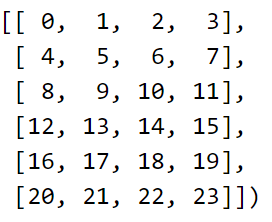 [[ 0,  1,  2,  3],
[ 4,  5,  6,  7],
[ 8,  9, 10, 11],
[12, 13, 14, 15],
[16, 17, 18, 19],
[20, 21, 22, 23]])